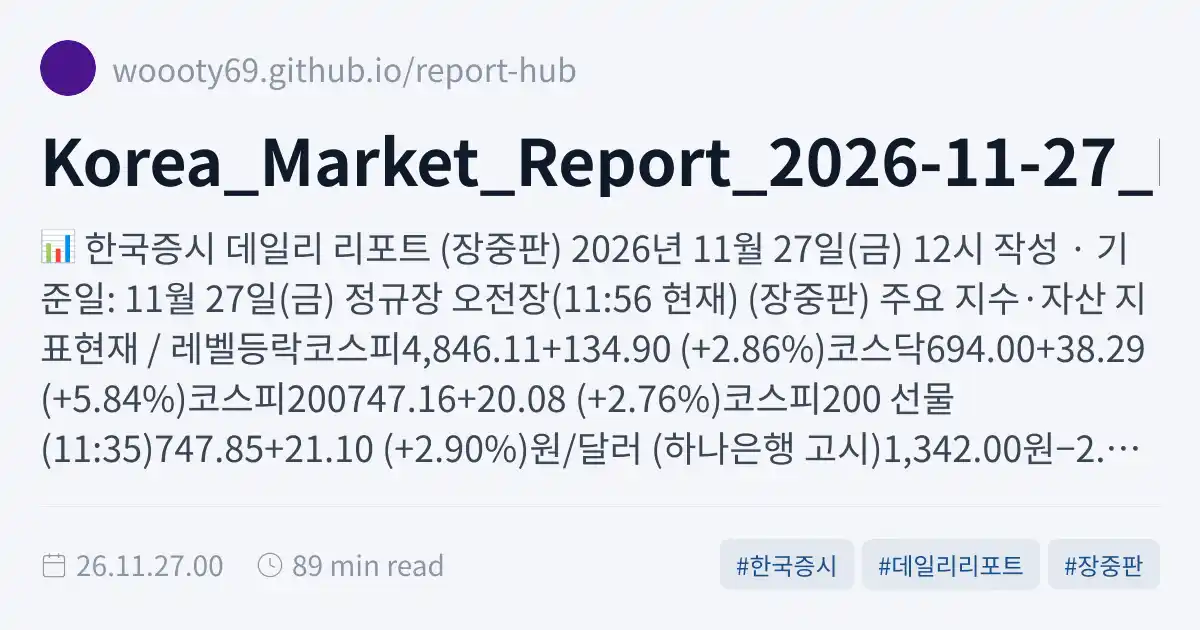 woooty69.github.io/report-hub
Korea_Market_Report_2026-11-27_
📊 한국증시 데일리 리포트 (장중판) 2026년 11월 27일(금) 12시 작성 · 기
준일: 11월 27일(금) 정규장 오전장(11:56 현재) (장중판) 주요 지수·자산 지
표현재 / 레벨등락코스피4,846.11+134.90 (+2.86%)코스닥694.00+38.29
(+5.84%)코스피200747.16+20.08 (+2.76%)코스피200 선물
(11:35)747.85+21.10 (+2.90%)원/달러 (하나은행 고시)1,342.00원−2.⋯
26.11.27.00
89 min read
#한국증시 #데일리리포트 #장중판